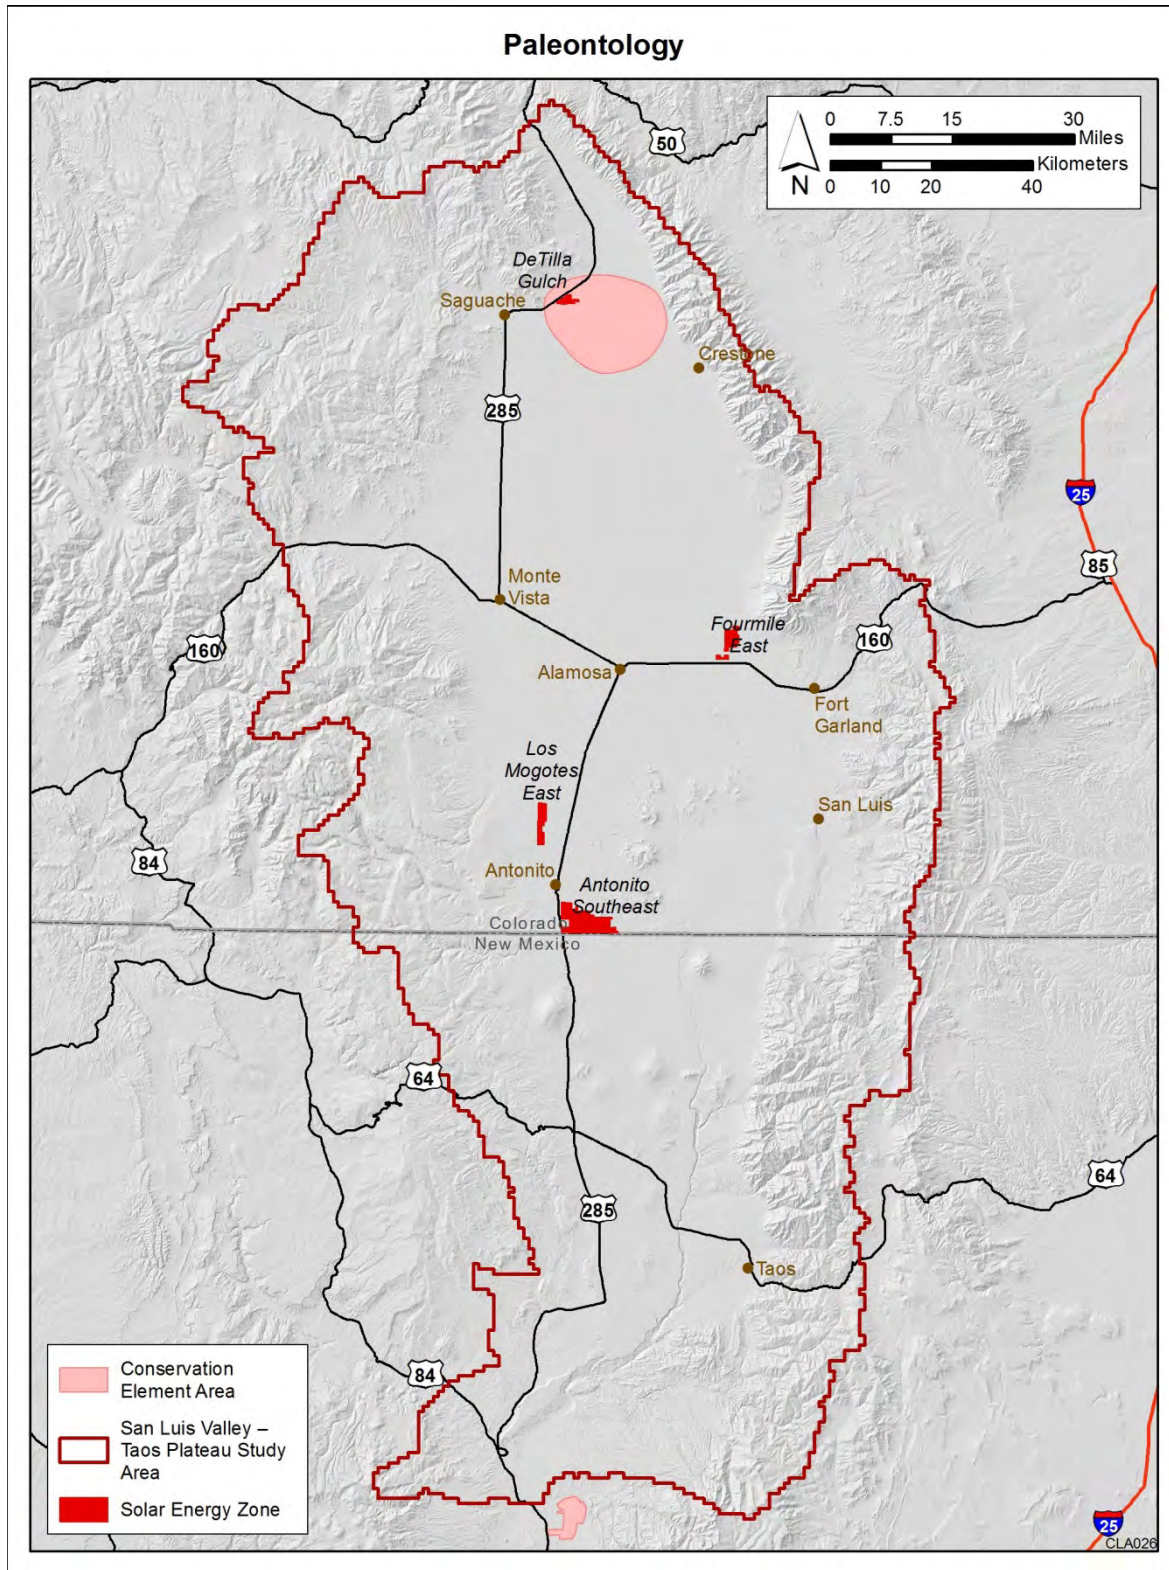 Paleontology
0 7.5 15 30
Miles
Kilometers
0 10 20 40
N
50
DeTilla
Gulch
Saguache
Crestone
285
25
85
Monte
Vista
Fourmile
East
160
160
Alamosa
Fort
Garland
Los
Mogotes
East
San Luis
84
Antonito
Antonito
Southeast
Colorado
New Mexico
64
64
285
Taos
84
Conservation
Element Area
San Luis Valley –
Taos Plateau Study
Area
Solar Energy Zone
25
CLA026